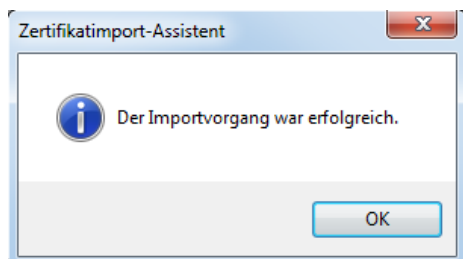 Zertifikatimport-Assistent
Der Importvorgang war erfolgreich.
OK